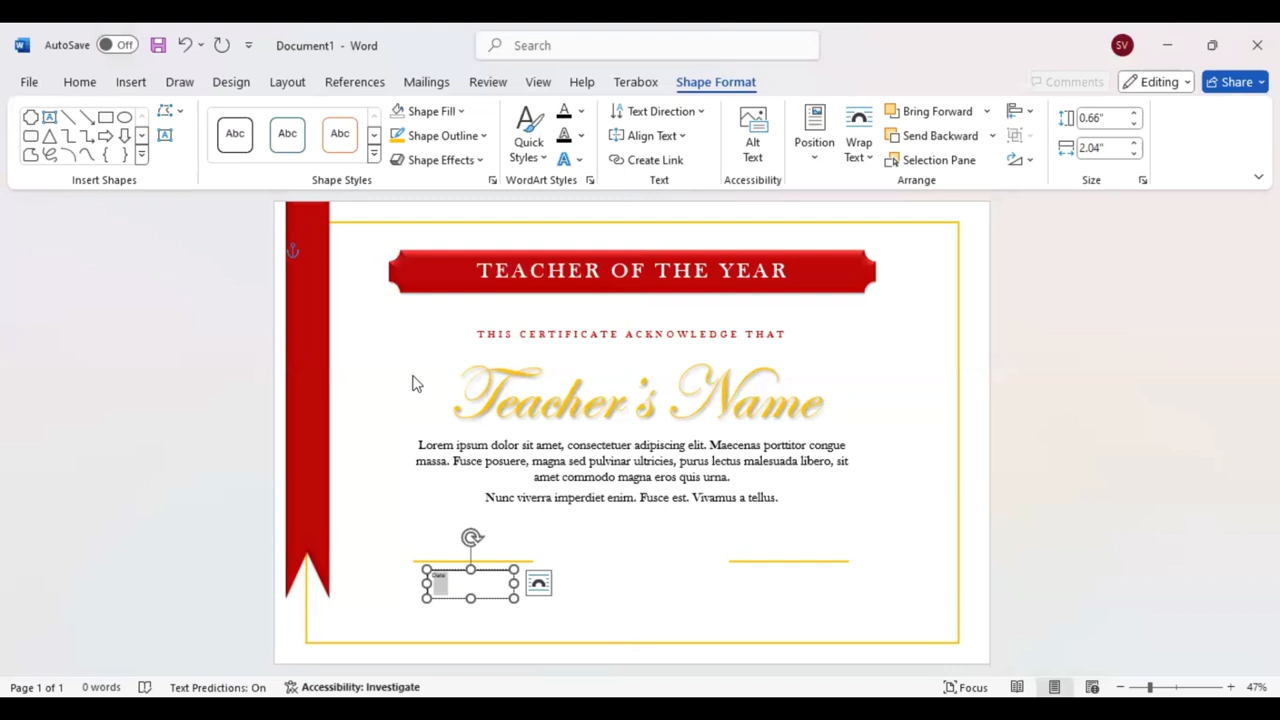 AutoSave Off Document1 - Word Search SV
File Home Insert Draw Design Layout References Mailings Review View Help Terabox Shape Format Comments Editing Share
Abc Abc Abc
Shape Fill
Shape Outline
Shape Effects
Quick Styles
Text Direction
Align Text
Create Link
Alt Text
Position
Wrap Text
Bring Forward
Send Backward
Selection Pane
0.66"
2.04"
Insert Shapes Shape Styles WordArt Styles Text Accessibility Arrange Size
TEACHER OF THE YEAR
THIS CERTIFICATE ACKNOWLEDGE THAT
Teacher's Name
Lorem ipsum dolor sit amet, consectetuer adipiscing elit. Maecenas porttitor congue
massa. Fusce posuere, magna sed pulvinar ultricies, purus lectus malesuada libero, sit
amet commodo magna eros quis urna.
Nunc viverra imperdiet enim. Fusce est. Vivamus a tellus.
Date
Page 1 of 1 0 words Text Predictions: On Accessibility: Investigate Focus 47%